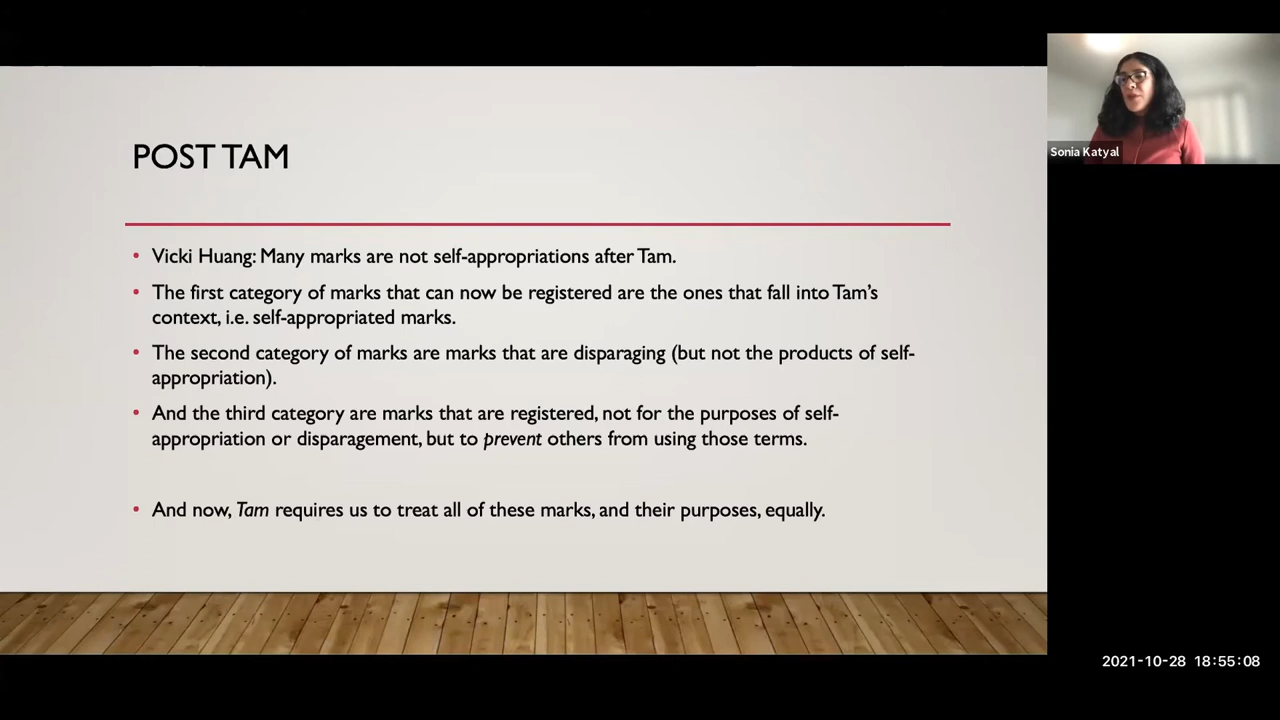 POST TAM
• Vicki Huang: Many marks are not self-appropriations after Tam.
• The first category of marks that can now be registered are the ones that fall into Tam's
context, i.e. self-appropriated marks.
• The second category of marks are marks that are disparaging (but not the products of self-
appropriation).
• And the third category are marks that are registered, not for the purposes of self-
appropriation or disparagement, but to prevent others from using those terms.
• And now, Tam requires us to treat all of these marks, and their purposes, equally.
Sonia Katyal
2021-10-28 18:55:08